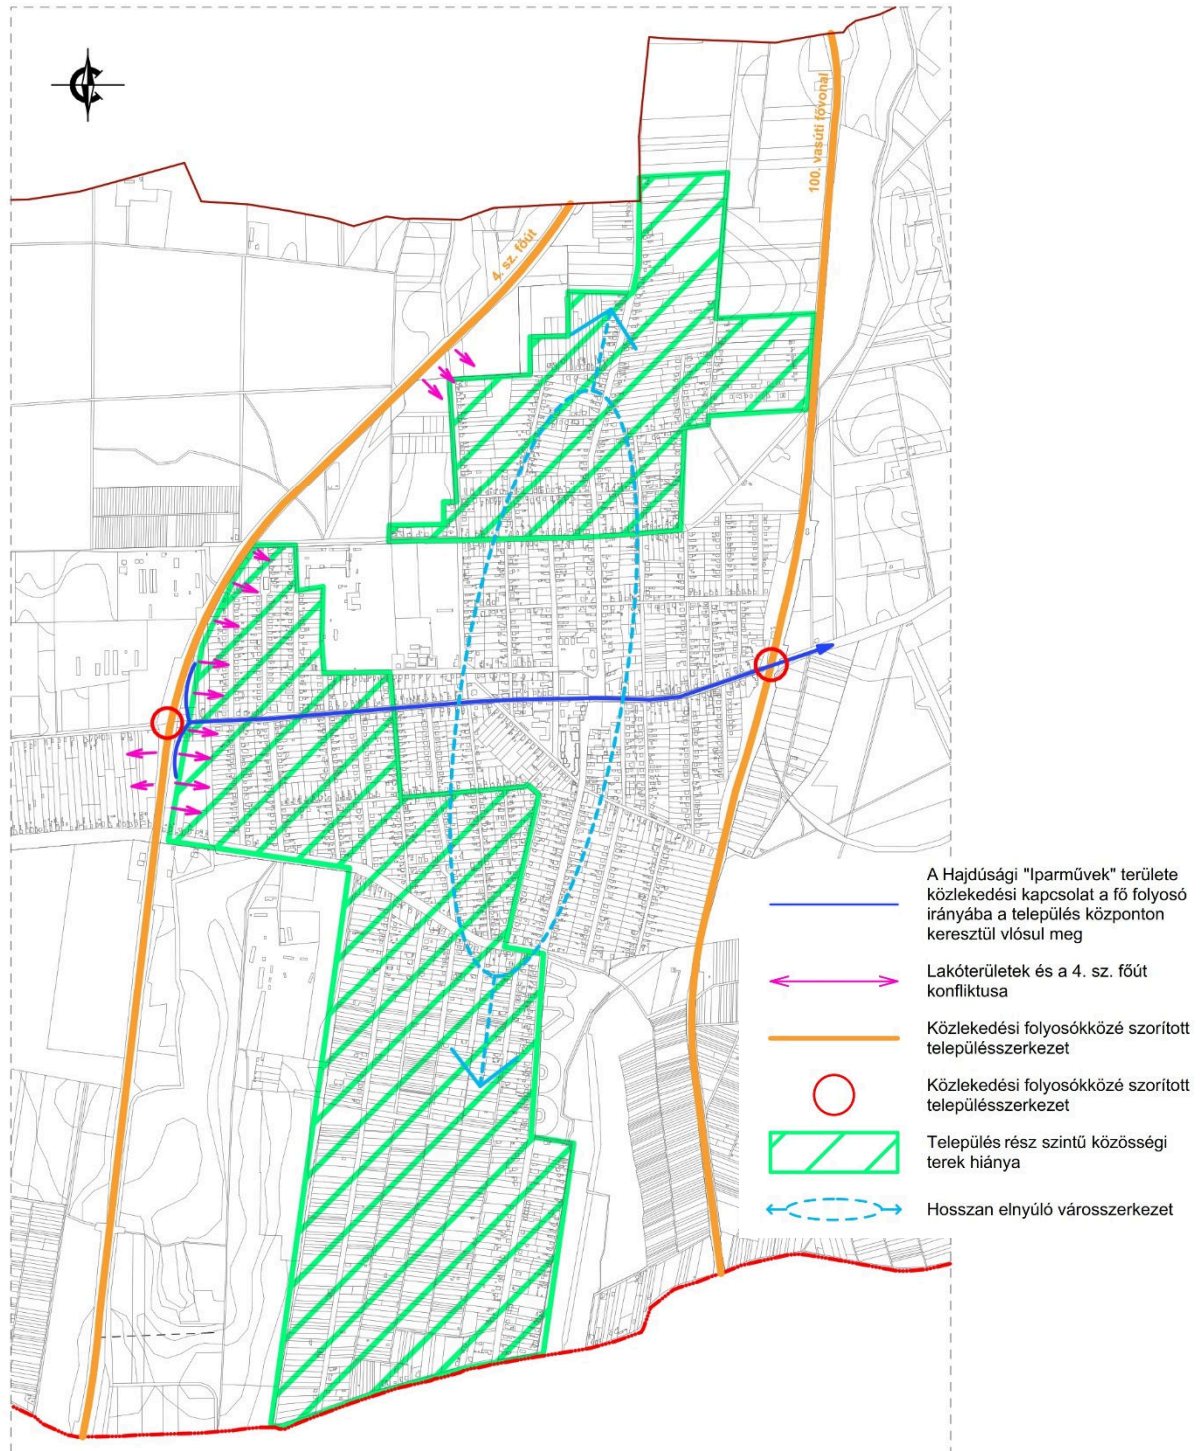 100. vasúti fővonal
4. sz. főút
A Hajdúsági "Iparművek" területe
közlekedési kapcsolat a fő folyosó
irányába a település központon
keresztül vlósul meg
Lakóterületek és a 4. sz. főút
konfliktusa
Közlekedési folyosókközé szorított
településszerkezet
Közlekedési folyosókközé szorított
településszerkezet
Település rész szintű közösségi
terek hiánya
Hosszan elnyúló városszerkezet